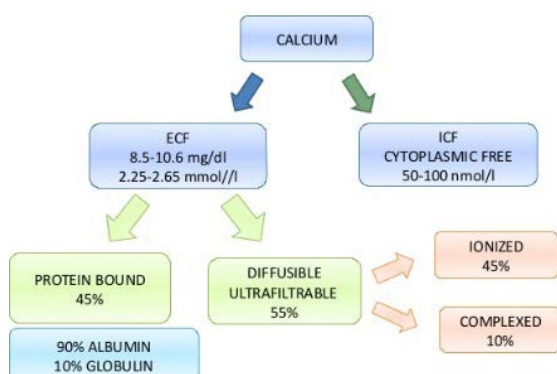 CALCIUM
ECF
8.5-10.6 mg/dl
2.25-2.65 mmol//l
ICF
CYTOPLASMIC FREE
50-100 nmol/l
PROTEIN BOUND
45%
DIFFUSIBLE
ULTRAFILTRABLE
55%
IONIZED
45%
COMPLEXED
10%
90% ALBUMIN
10% GLOBULIN